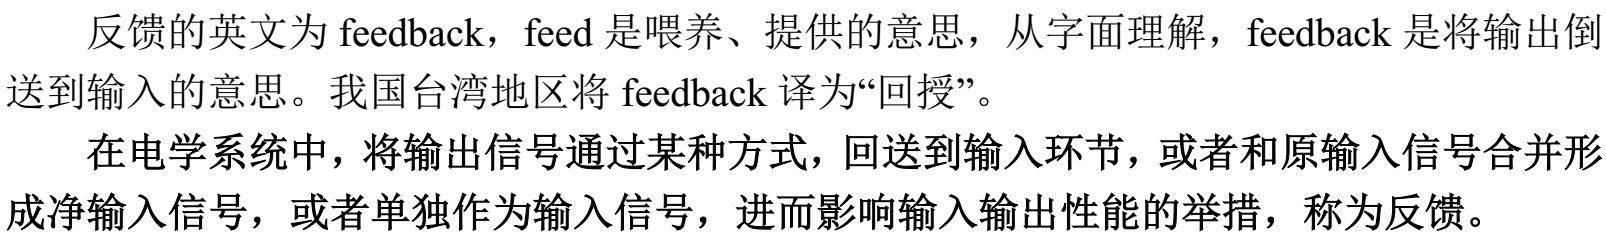 反馈的英文为 feedback，feed 是喂养、提供的意思，从字面理解，feedback 是将输出倒
送到输入的意思。我国台湾地区将 feedback 译为“回授”。
在电学系统中，将输出信号通过某种方式，回送到输入环节，或者和原输入信号合并形
成净输入信号，或者单独作为输入信号，进而影响输入输出性能的举措，称为反馈。